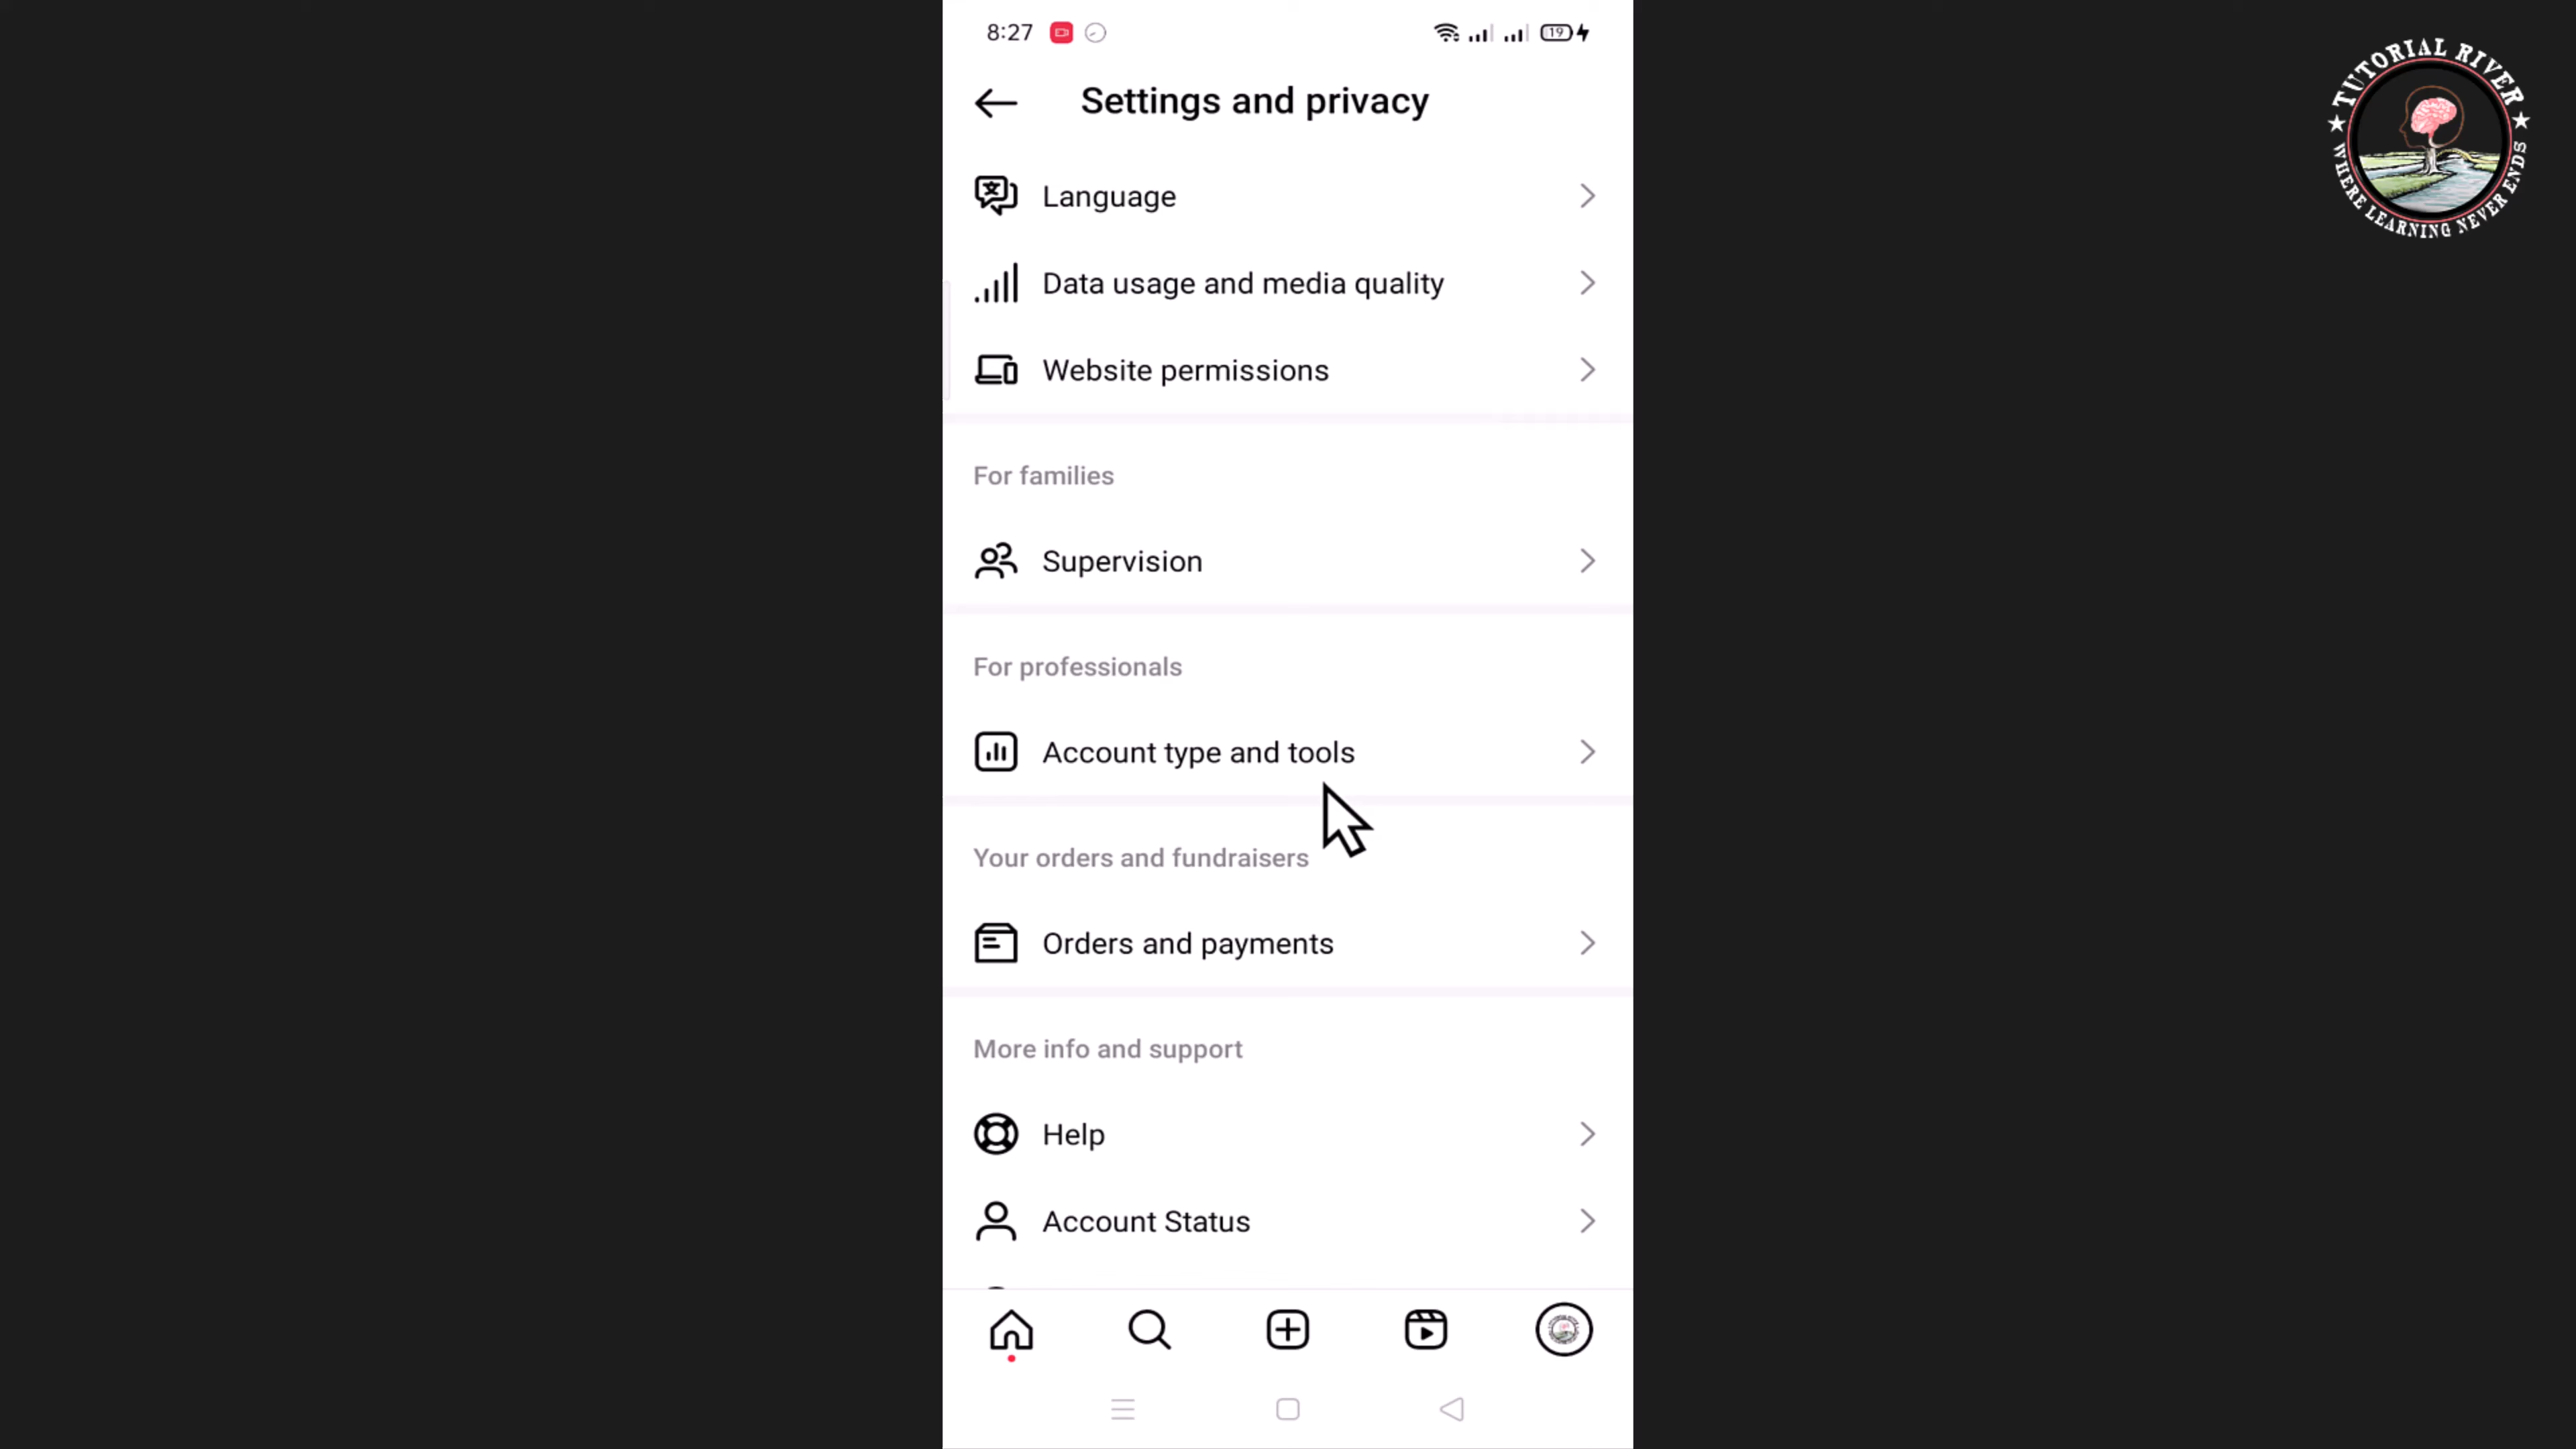 8:27
19
Settings and privacy
Language
Data usage and media quality
Website permissions
For families
Supervision
For professionals
Account type and tools
Your orders and fundraisers
Orders and payments
More info and support
Help
Account Status
TUTORIAL RIVER
WHERE LEARNING NEVER ENDS